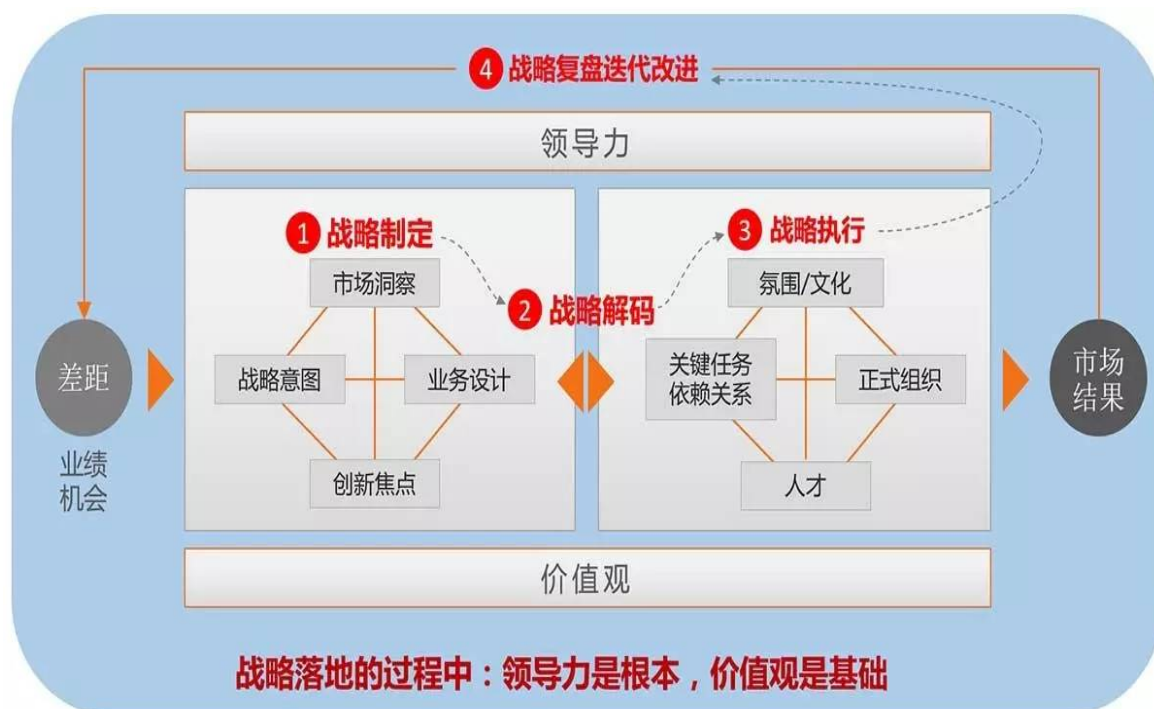 4 战略复盘迭代改进
领导力
1 战略制定
3 战略执行
市场洞察
氛围/文化
2 战略解码
差距
战略意图
业务设计
关键任务
依赖关系
正式组织
市场
结果
业绩
机会
创新焦点
人才
价值观
战略落地的过程中：领导力是根本，价值观是基础